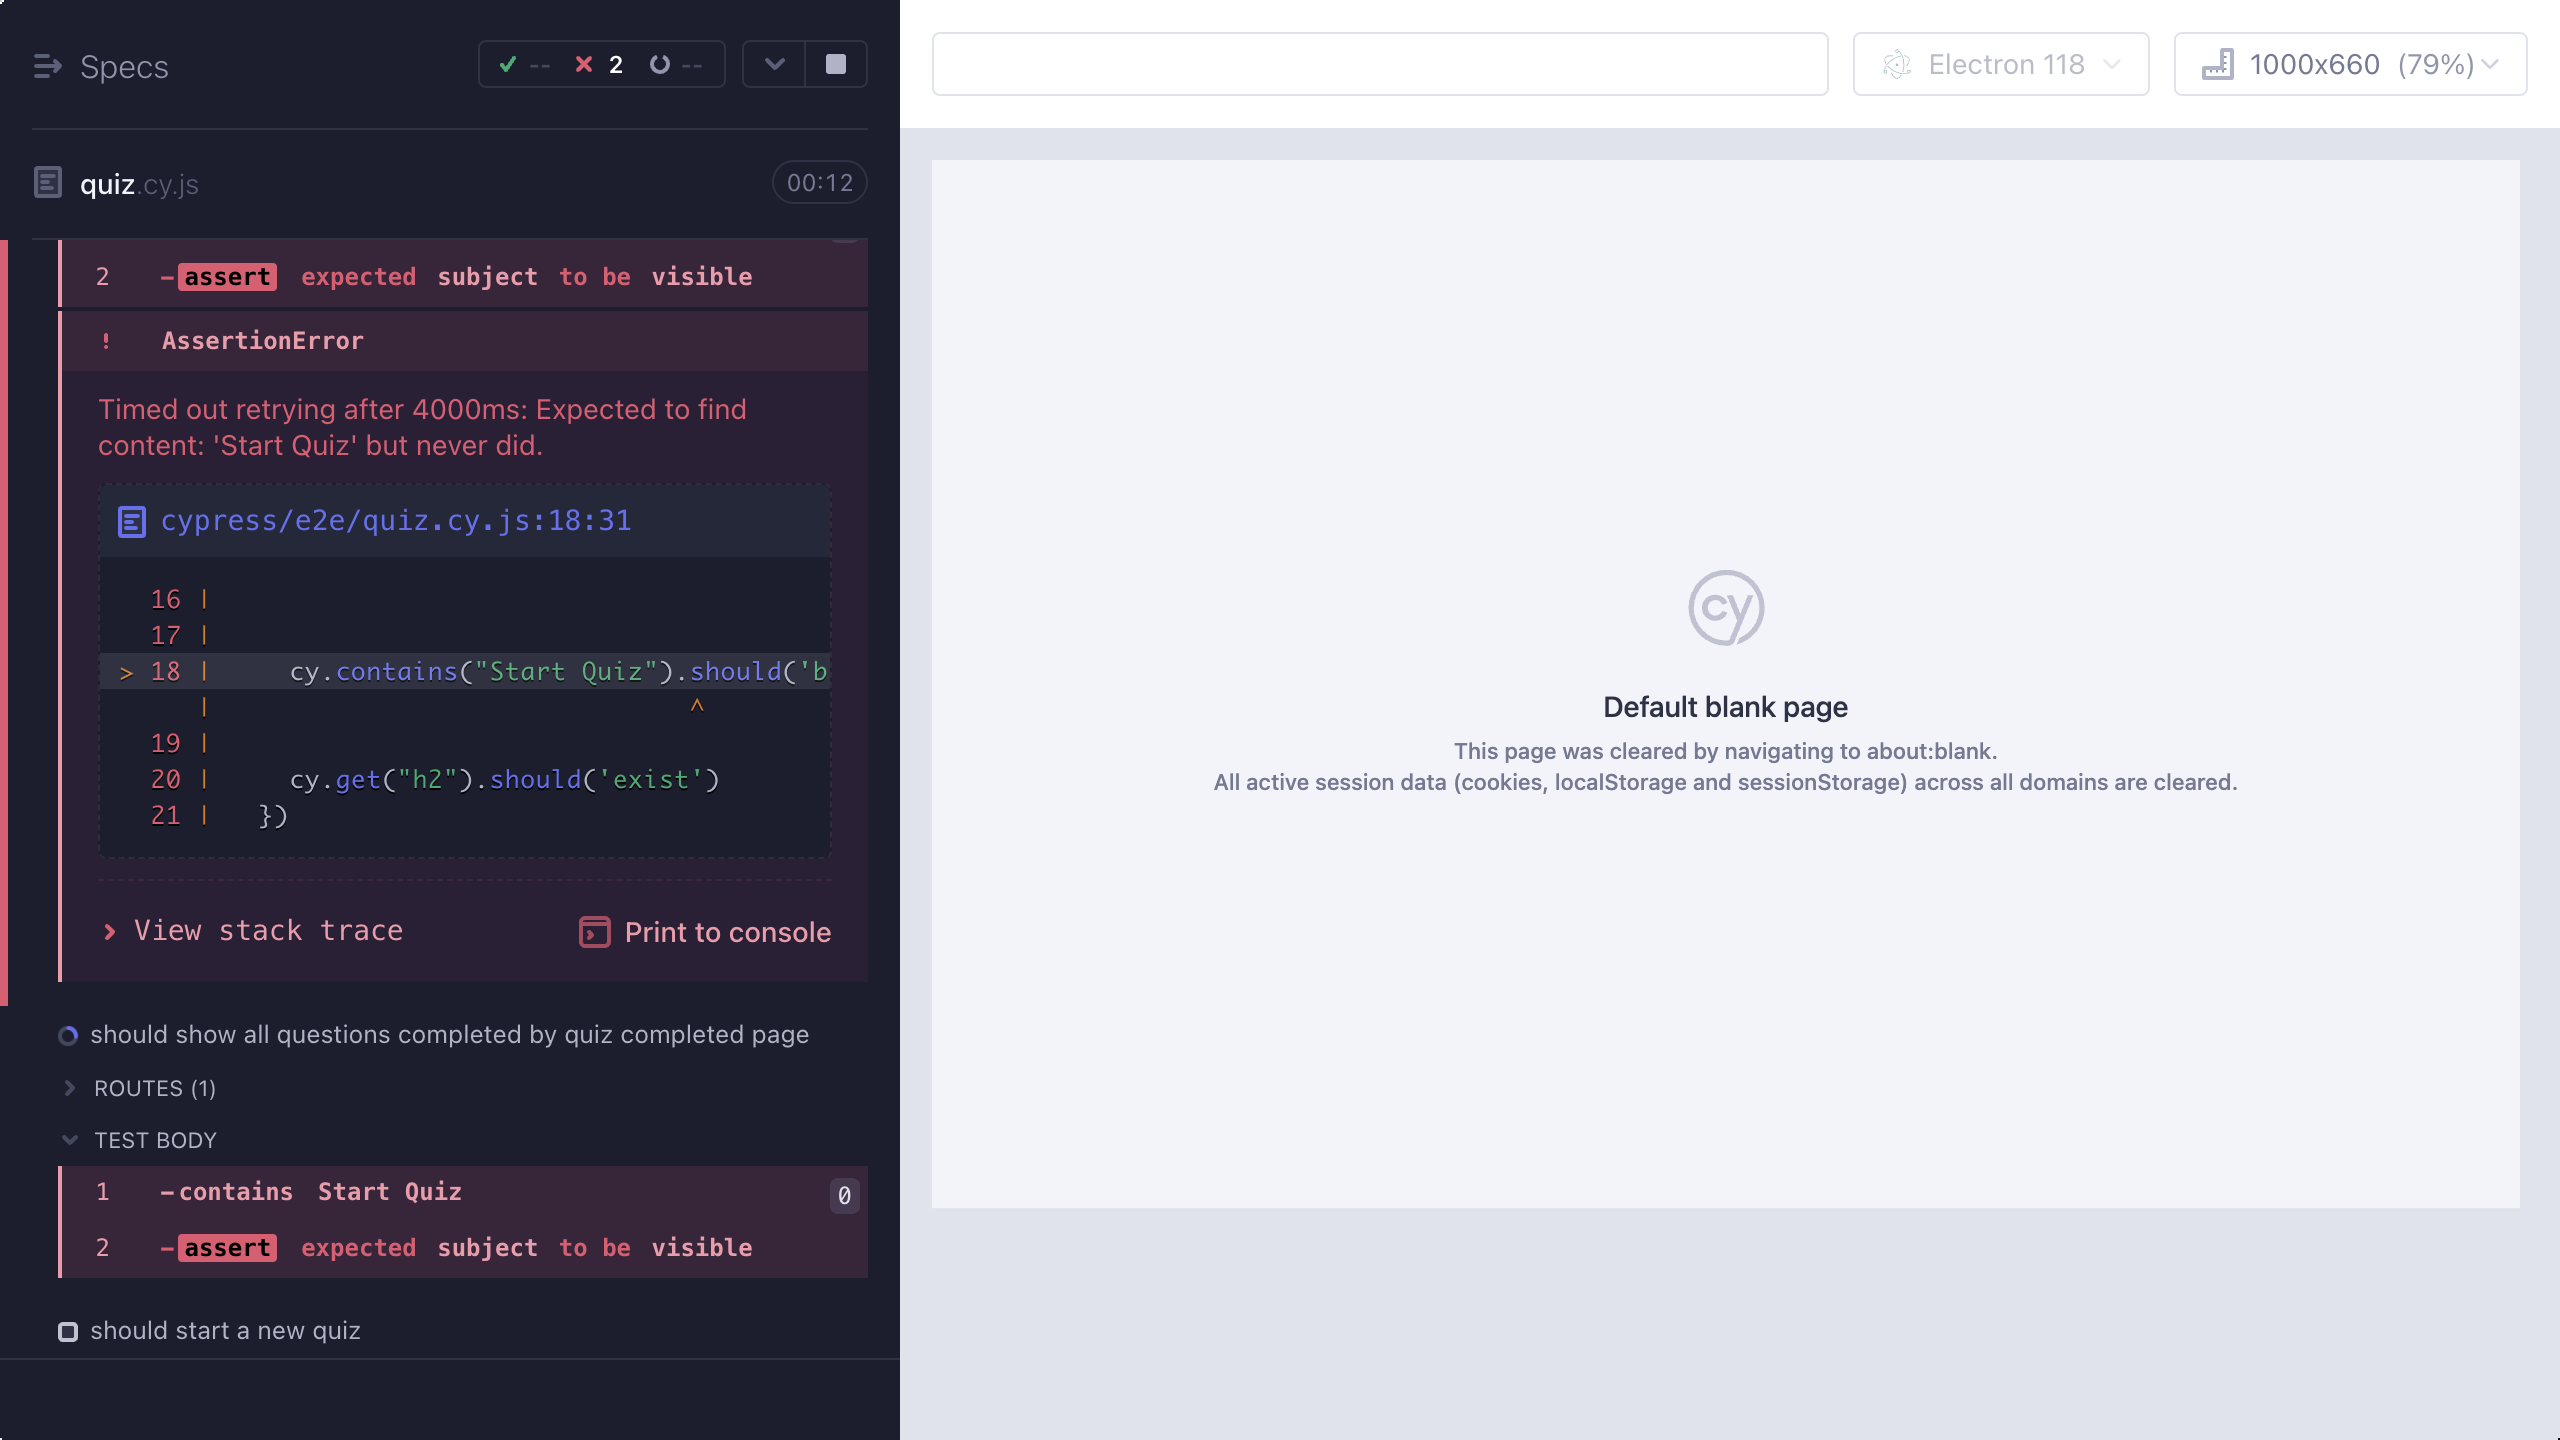 Specs
-- 2 --
quiz.cy.js 00:12
2 -assert expected subject to be visible
! AssertionError
Timed out retrying after 4000ms: Expected to find
content: 'Start Quiz' but never did.
cypress/e2e/quiz.cy.js:18:31
16 |
17 |
> 18 | cy.contains("Start Quiz").should('b
| ^
19 |
20 | cy.get("h2").should('exist')
21 | })
View stack trace
Print to console
should show all questions completed by quiz completed page
ROUTES (1)
TEST BODY
1 -contains Start Quiz 0
2 -assert expected subject to be visible
should start a new quiz
Electron 118
1000x660 (79%)
cy
Default blank page
This page was cleared by navigating to about:blank.
All active session data (cookies, localStorage and sessionStorage) across all domains are cleared.